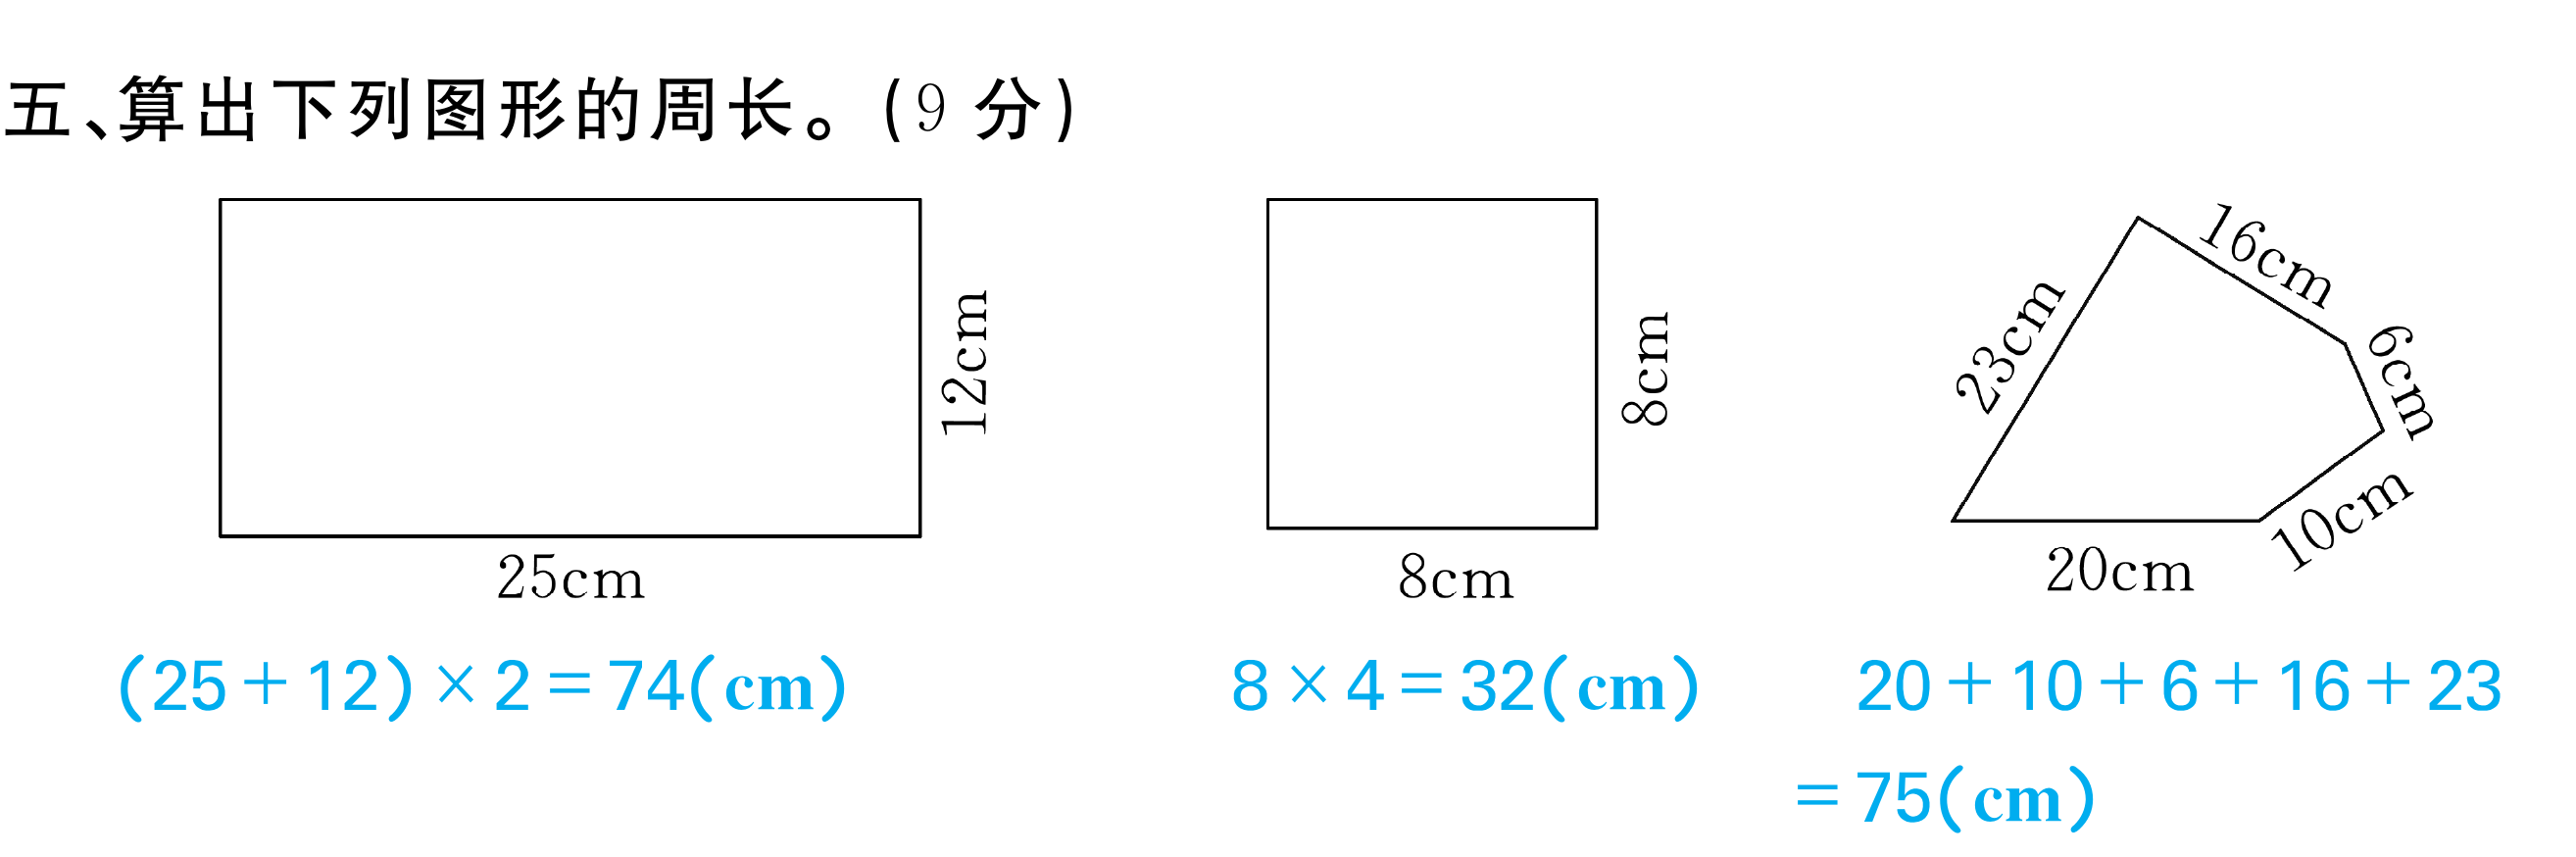 五、算出下列图形的周长。(9 分)
12cm
25cm
8cm
8cm
23cm
16cm
6cm
10cm
20cm
(25+12)×2=74(cm)
8×4=32(cm)
20+10+6+16+23
=75(cm)